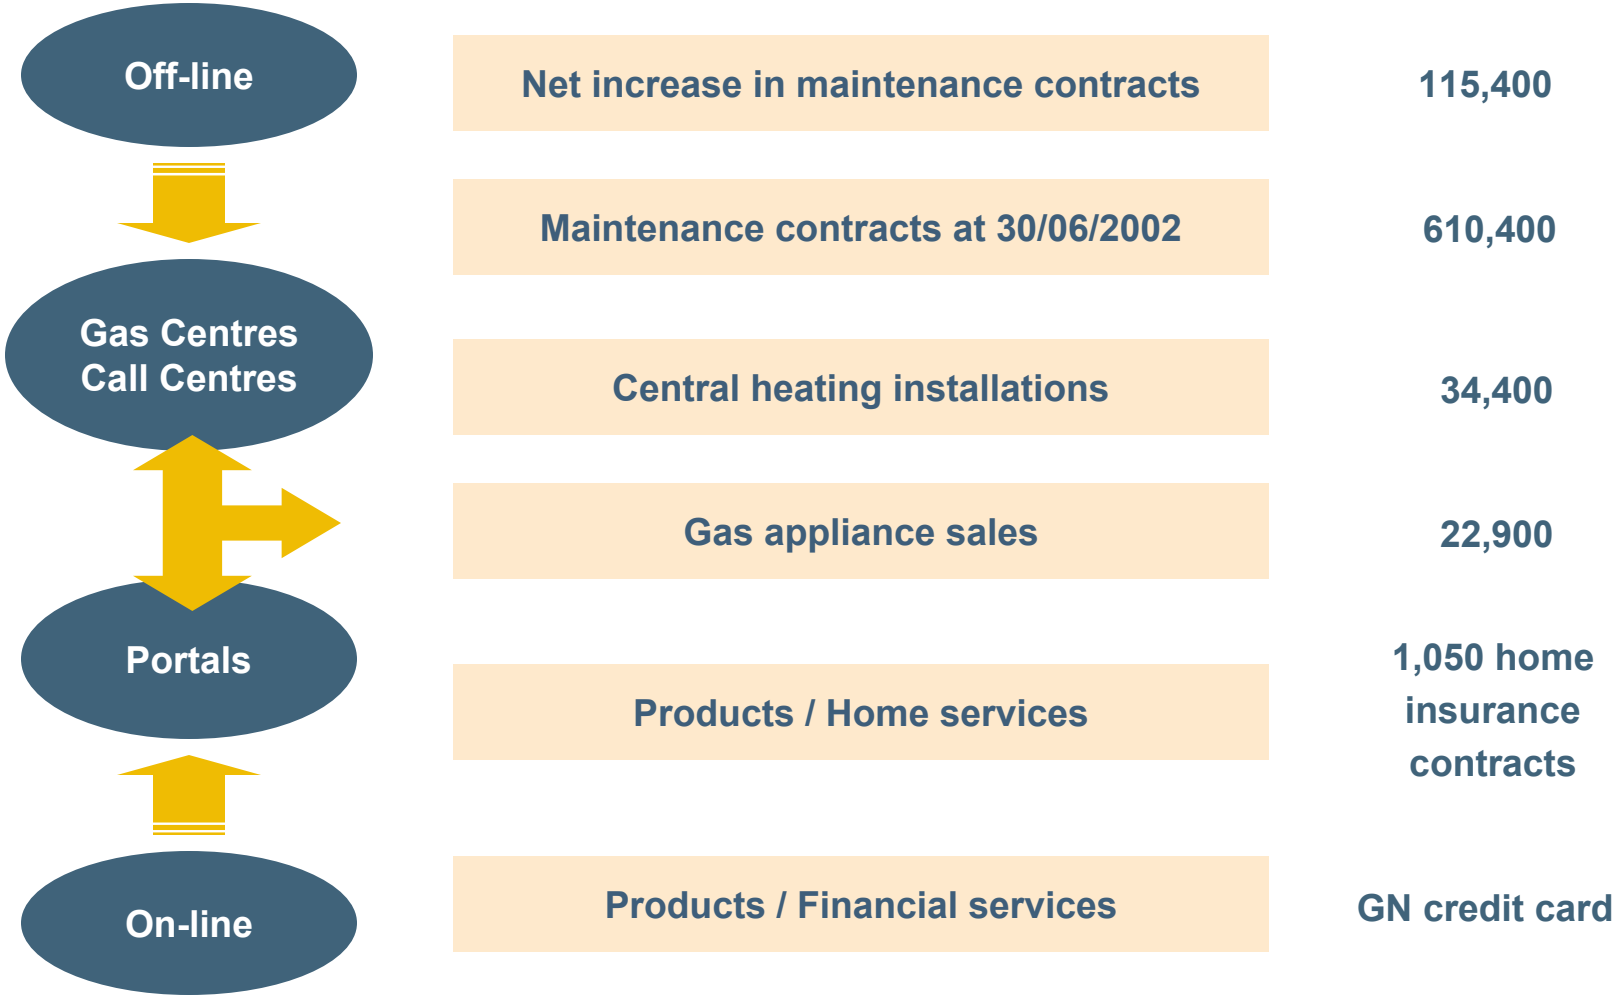 Off-line
Net increase in maintenance contracts
115,400
Maintenance contracts at 30/06/2002
610,400
Gas Centres
Call Centres
Central heating installations
34,400
Gas appliance sales
22,900
Portals
Products / Home services
1,050 home
insurance
contracts
On-line
Products / Financial services
GN credit card